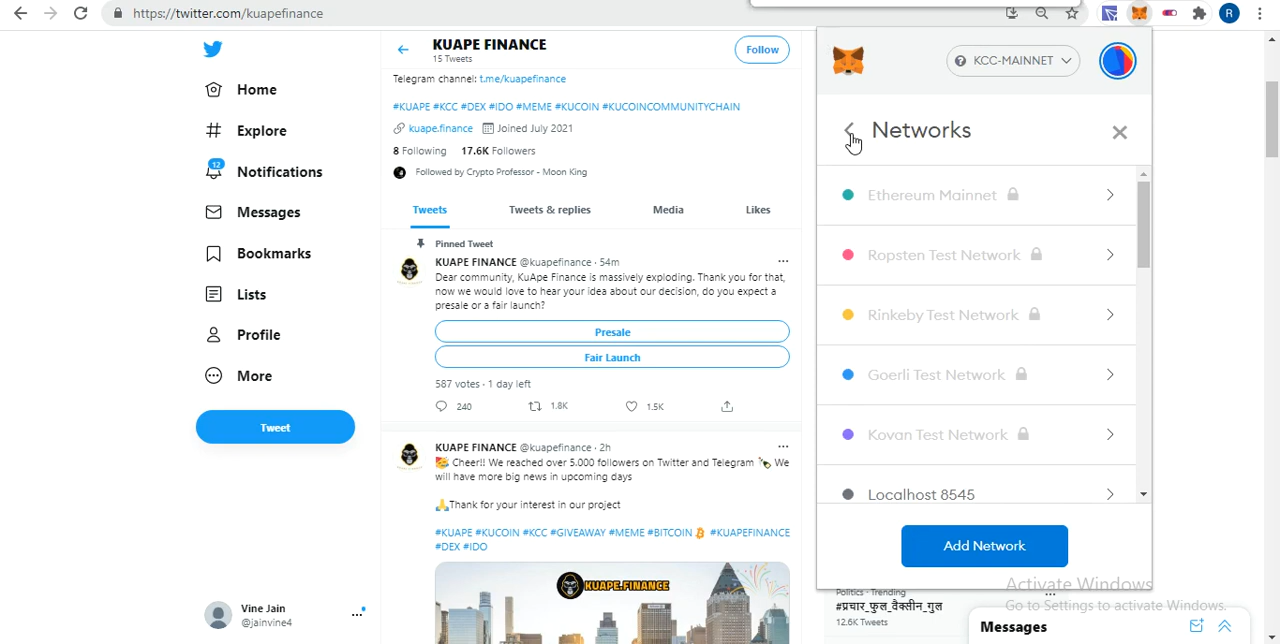 https://twitter.com/kuapefinance
R
Home
Explore
12
Notifications
Messages
Bookmarks
Lists
Profile
More
Tweet
Vine Jain
@jainvine4
KUAPE FINANCE
15 Tweets
Follow
Telegram channel: t.me/kuapefinance
#KUAPE #KCC #DEX #IDO #MEME #KUCOIN #KUCOINCOMMUNITYCHAIN
kuape.finance Joined July 2021
8 Following 17.6K Followers
Followed by Crypto Professor - Moon King
Tweets Tweets & replies Media Likes
Pinned Tweet
KUAPE FINANCE @kuapefinance · 54m
Dear community, KuApe Finance is massively exploding. Thank you for that,
now we would love to hear your idea about our decision, do you expect a
presale or a fair launch?
Presale
Fair Launch
587 votes · 1 day left
240 1.8K 1.5K
KUAPE FINANCE @kuapefinance · 2h
🥳 Cheer!! We reached over 5.000 followers on Twitter and Telegram 🍾 We
will have more big news in upcoming days
🙏Thank for your interest in our project
#KUAPE #KUCOIN #KCC #GIVEAWAY #MEME #BITCOIN #KUAPEFINANCE
#DEX #IDO
KUAPE.FINANCE
KCC-MAINNET
Networks
Ethereum Mainnet
Ropsten Test Network
Rinkeby Test Network
Goerli Test Network
Kovan Test Network
Localhost 8545
Add Network
Activate Windows
Go to Settings to activate Windows.
Politics · Trending
#प्रचार_फुल_वैक्सीन_गुल
12.6K Tweets
Messages